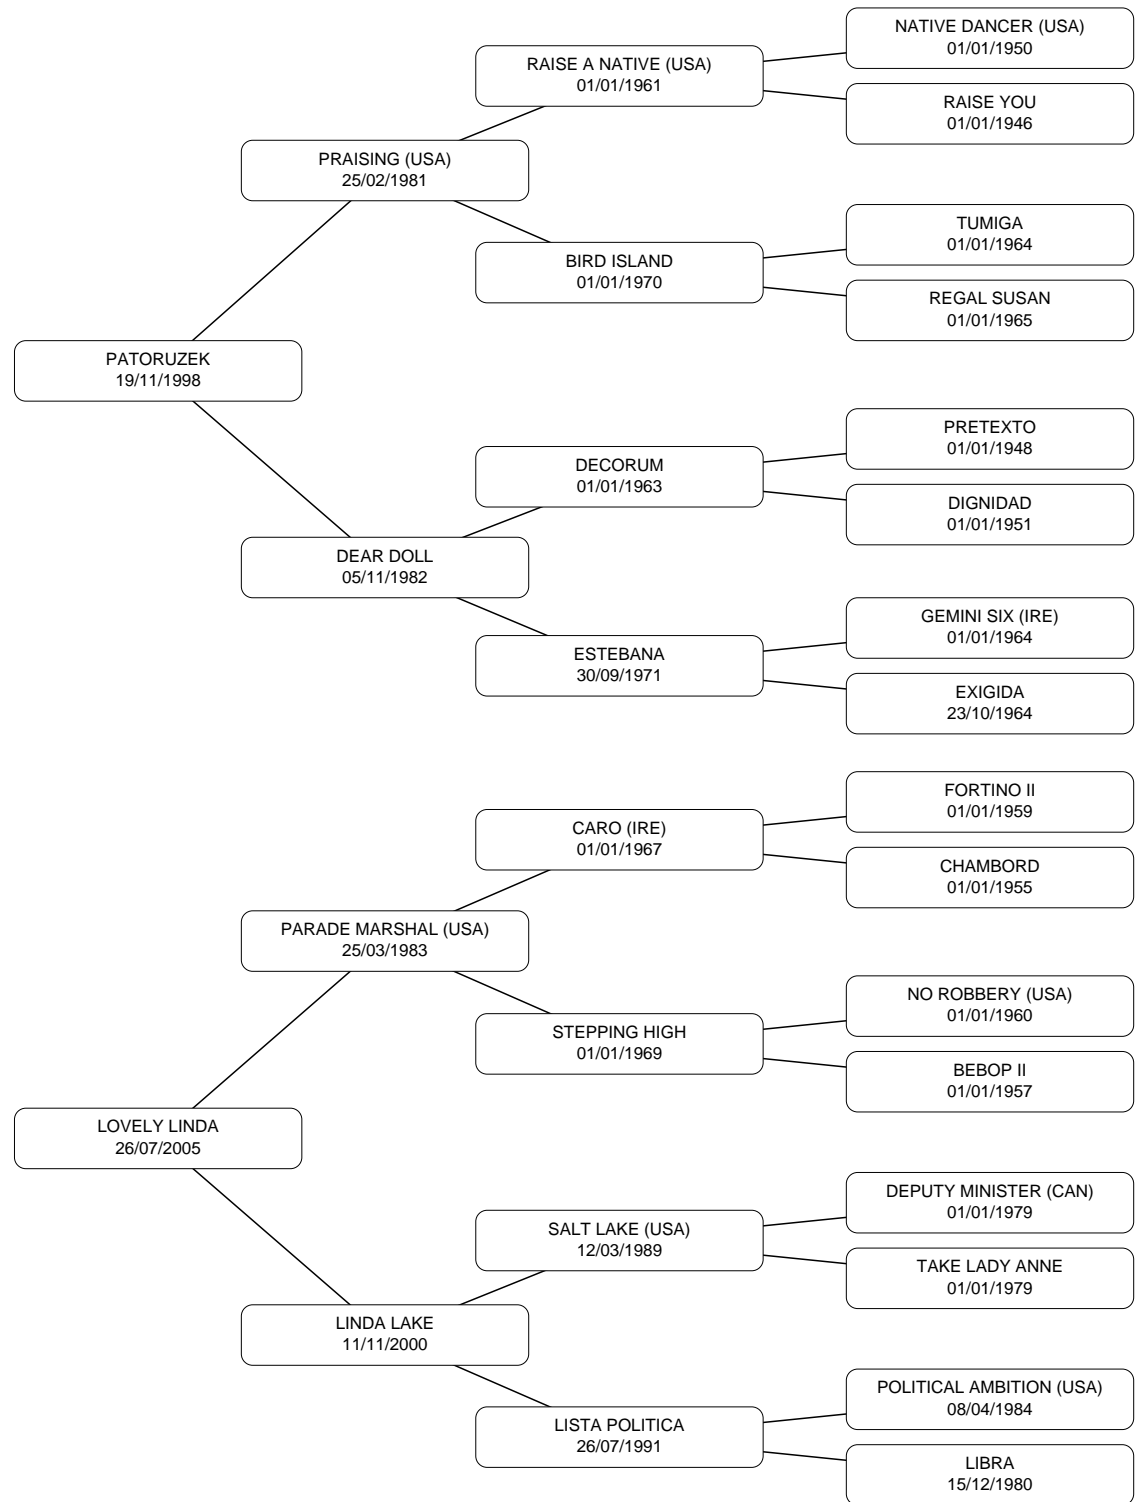 NATIVE DANCER (USA)
01/01/1950
RAISE A NATIVE (USA)
01/01/1961
RAISE YOU
01/01/1946
PRAISING (USA)
25/02/1981
TUMIGA
01/01/1964
BIRD ISLAND
01/01/1970
REGAL SUSAN
01/01/1965
PATORUZEK
19/11/1998
PRETEXTO
01/01/1948
DECORUM
01/01/1963
DIGNIDAD
01/01/1951
DEAR DOLL
05/11/1982
GEMINI SIX (IRE)
01/01/1964
ESTEBANA
30/09/1971
EXIGIDA
23/10/1964
FORTINO II
01/01/1959
CARO (IRE)
01/01/1967
CHAMBORD
01/01/1955
PARADE MARSHAL (USA)
25/03/1983
NO ROBBERY (USA)
01/01/1960
STEPPING HIGH
01/01/1969
BEBOP II
01/01/1957
LOVELY LINDA
26/07/2005
DEPUTY MINISTER (CAN)
01/01/1979
SALT LAKE (USA)
12/03/1989
TAKE LADY ANNE
01/01/1979
LINDA LAKE
11/11/2000
POLITICAL AMBITION (USA)
08/04/1984
LISTA POLITICA
26/07/1991
LIBRA
15/12/1980